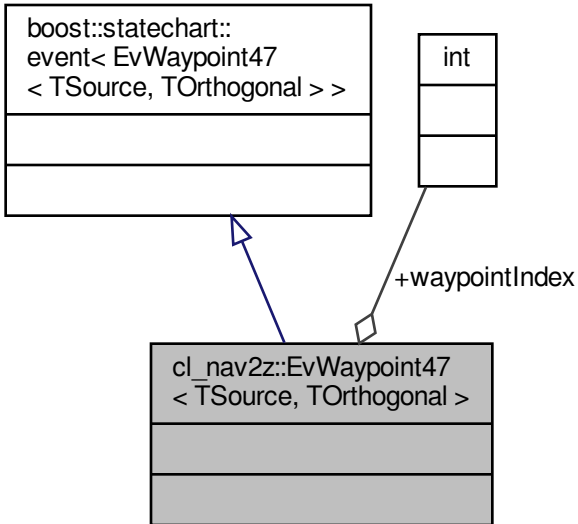 boost::statechart::
event< EvWaypoint47
< TSource, TOrthogonal > >
int
+waypointIndex
cl_nav2z::EvWaypoint47
< TSource, TOrthogonal >